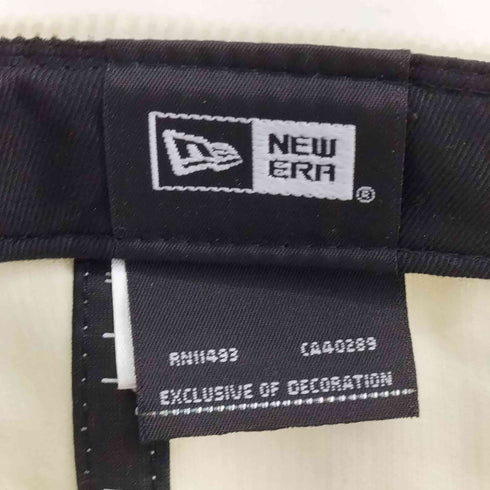 NEW
ERA
®
RN11493 CA40289
EXCLUSIVE OF DECORATION